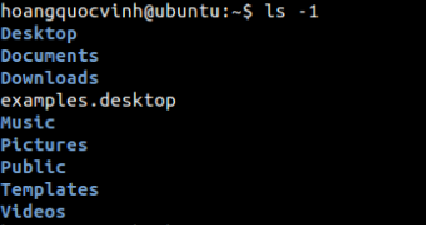 hoangquocvinh@ubuntu:~$ ls -1
Desktop
Documents
Downloads
examples.desktop
Music
Pictures
Public
Templates
Videos